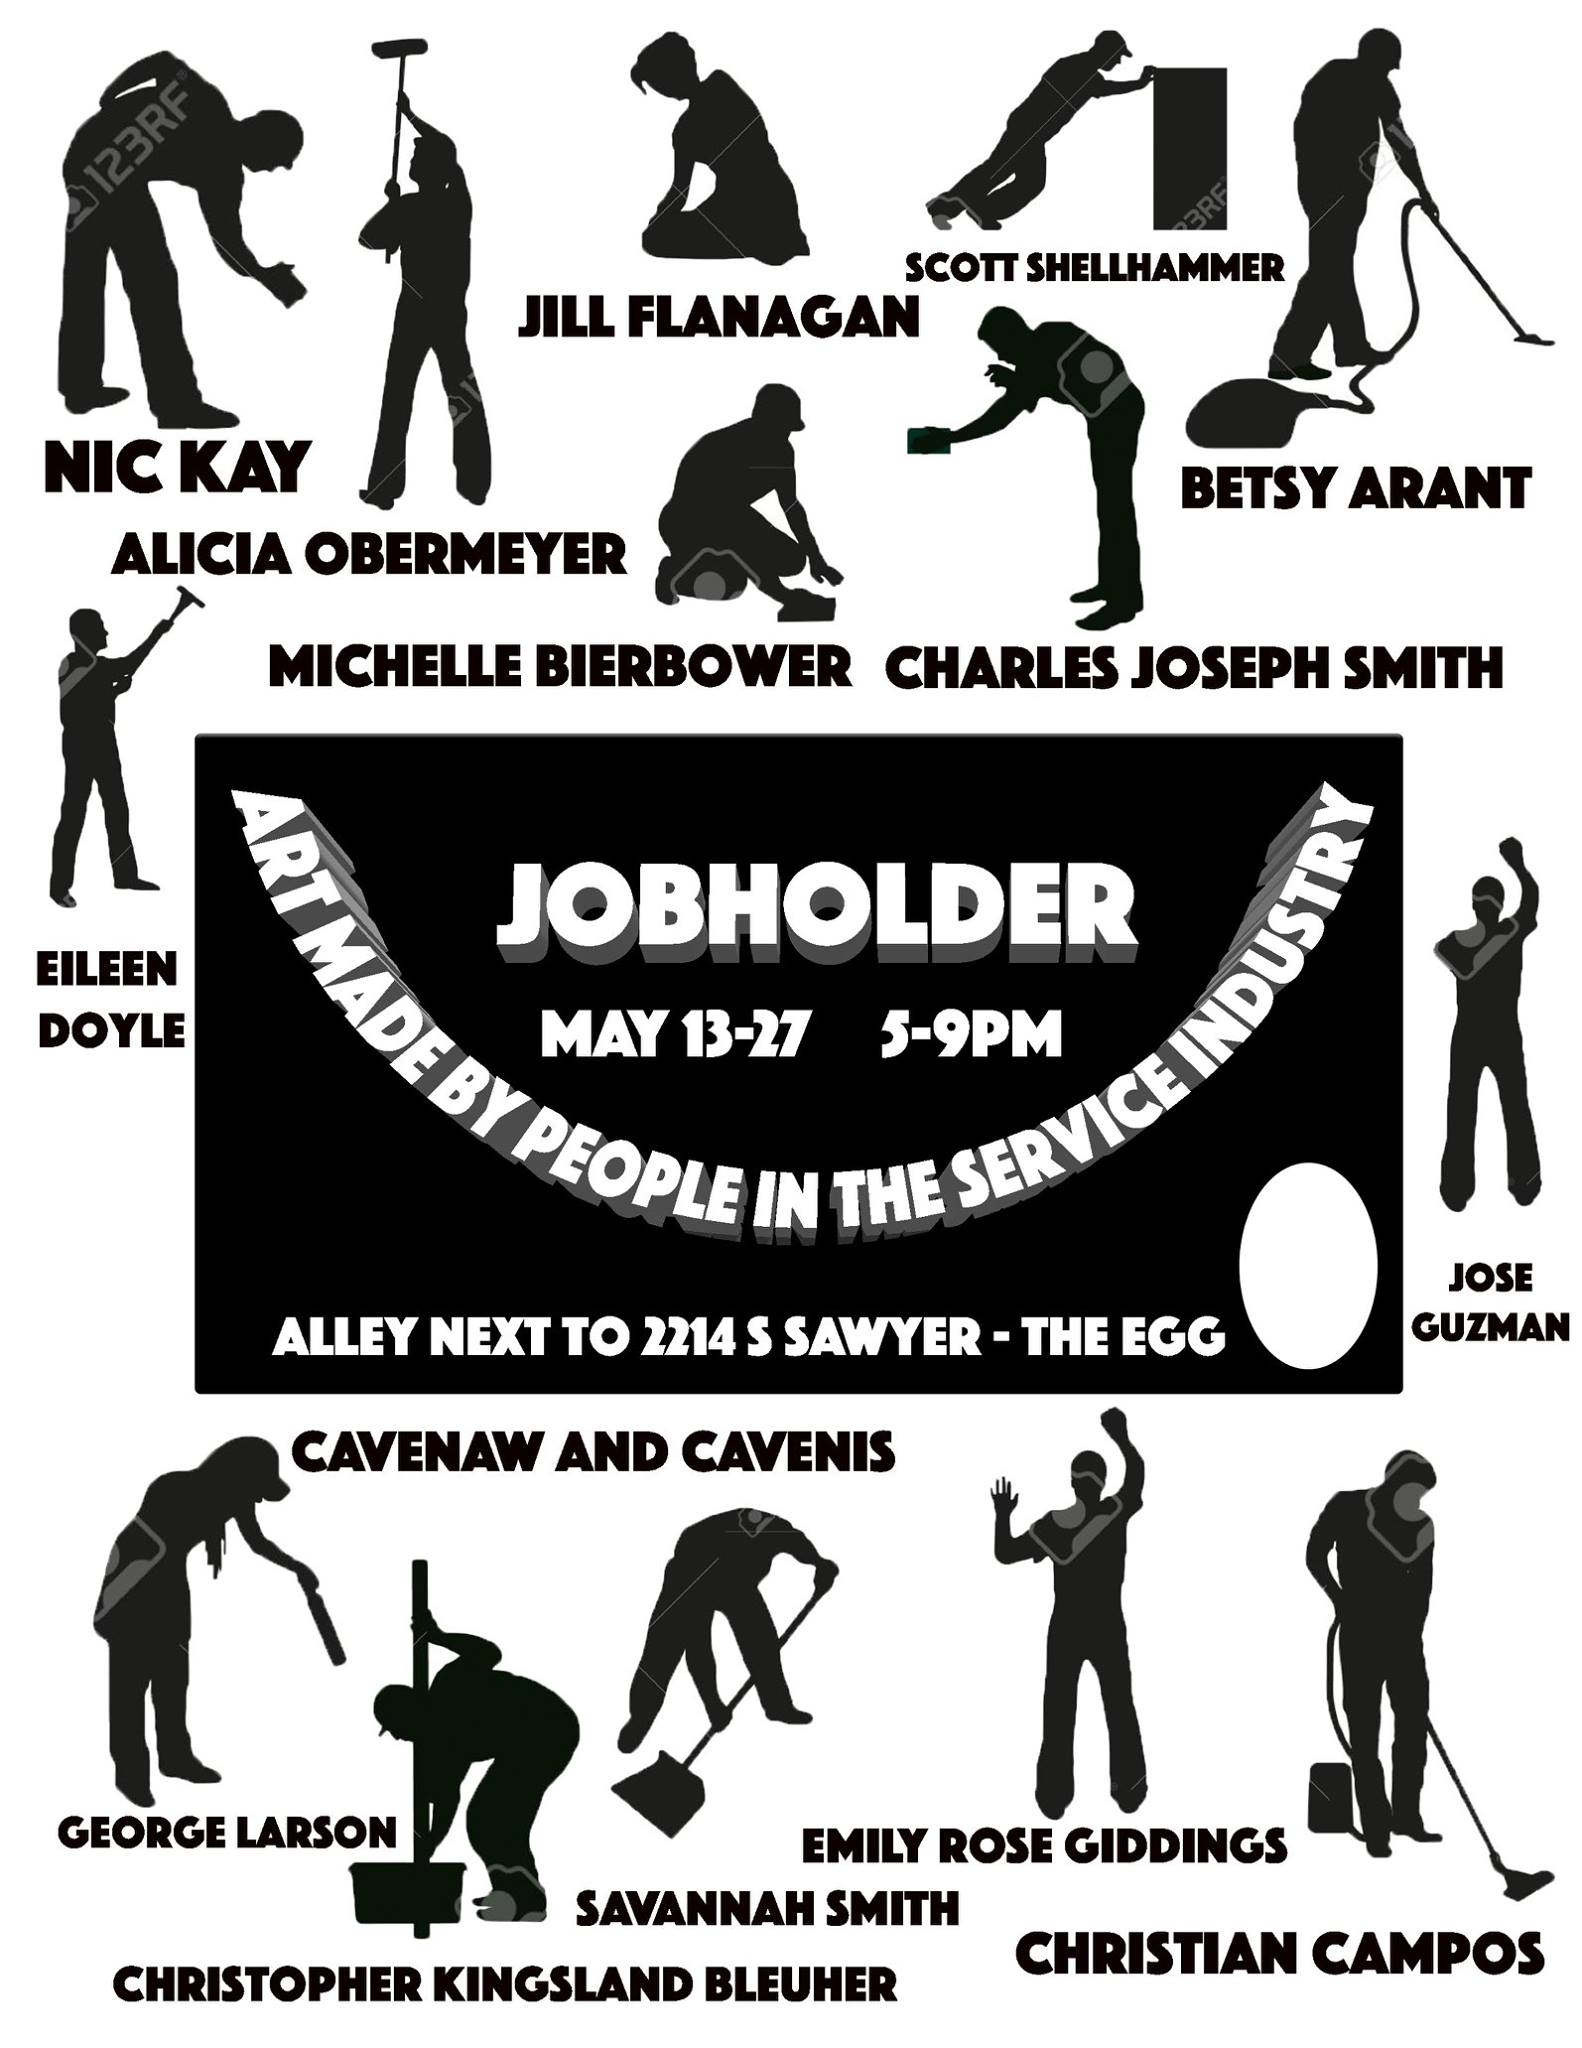 123RF
23RF
SCOTT SHELLHAMMER
JILL FLANAGAN
NIC KAY
BETSY ARANT
ALICIA OBERMEYER
MICHELLE BIERBOWER
CHARLES JOSEPH SMITH
JOBHOLDER
MAY 13-27 5-9PM
ART MADE BY PEOPLE IN THE SERVICE INDUSTRY
EILEEN
DOYLE
JOSE
GUZMAN
ALLEY NEXT TO 2214 S SAWYER - THE EGG
CAVENAW AND CAVENIS
GEORGE LARSON
EMILY ROSE GIDDINGS
SAVANNAH SMITH
CHRISTIAN CAMPOS
CHRISTOPHER KINGSLAND BLEUHER